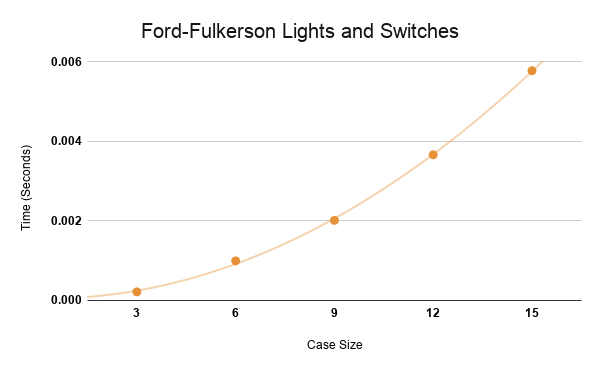 Ford-Fulkerson Lights and Switches
0.006
0.004
0.002
0.000
Time (Seconds)
3 6 9 12 15
Case Size